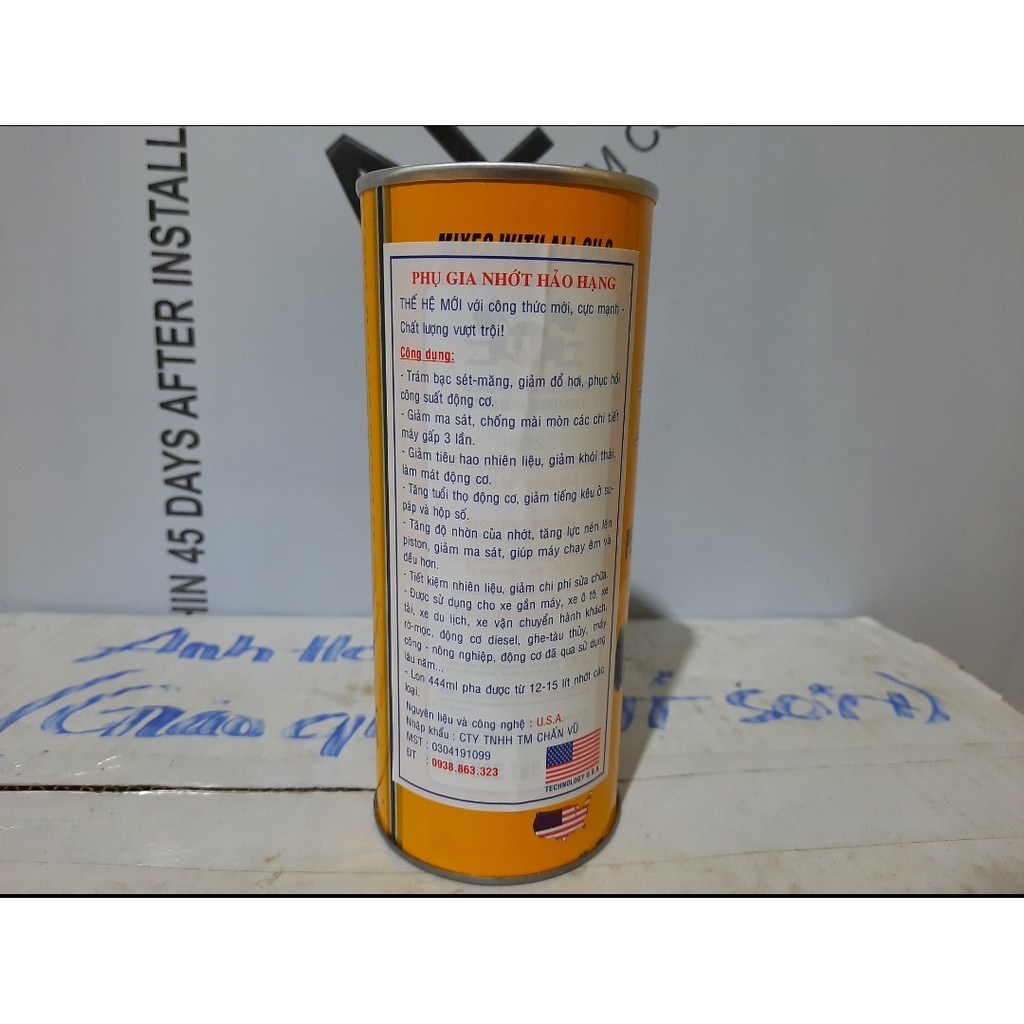 HIN 45 DAYS AFTER INSTALL
MIXES WITH ALL OILS
PHỤ GIA NHỚT HẢO HẠNG
THẾ HỆ MỚI với công thức mới, cực mạnh -
Chất lượng vượt trội!
Công dụng:
- Trám bạc sét-măng, giảm đổ hơi, phục hồi
công suất động cơ.
- Giảm ma sát, chống mài mòn các chi tiết
máy gấp 3 lần.
- Giảm tiêu hao nhiên liệu, giảm khói thải,
làm mát động cơ.
- Tăng tuổi thọ động cơ, giảm tiếng kêu ở su-
páp và hộp số.
- Tăng độ nhờn của nhớt, tăng lực nén lên
piston, giảm ma sát, giúp máy chạy êm và
đều hơn.
- Tiết kiệm nhiên liệu, giảm chi phí sửa chữa.
- Được sử dụng cho xe gắn máy, xe ô tô, xe
tải, xe du lịch, xe vận chuyển hành khách,
rờ-moọc, động cơ diesel, ghe-tàu thủy, máy
công - nông nghiệp, động cơ đã qua sử dụng
lâu năm...
- Lon 444ml pha được từ 12-15 lít nhớt các
loại.
Nguyên liệu và công nghệ : U.S.A.
Nhập khẩu : CTY TNHH TM CHẤN VŨ
MST : 0304191099
ĐT : 0938.863.323
TECHNOLOGY U.S.A
Anh
(Giáo